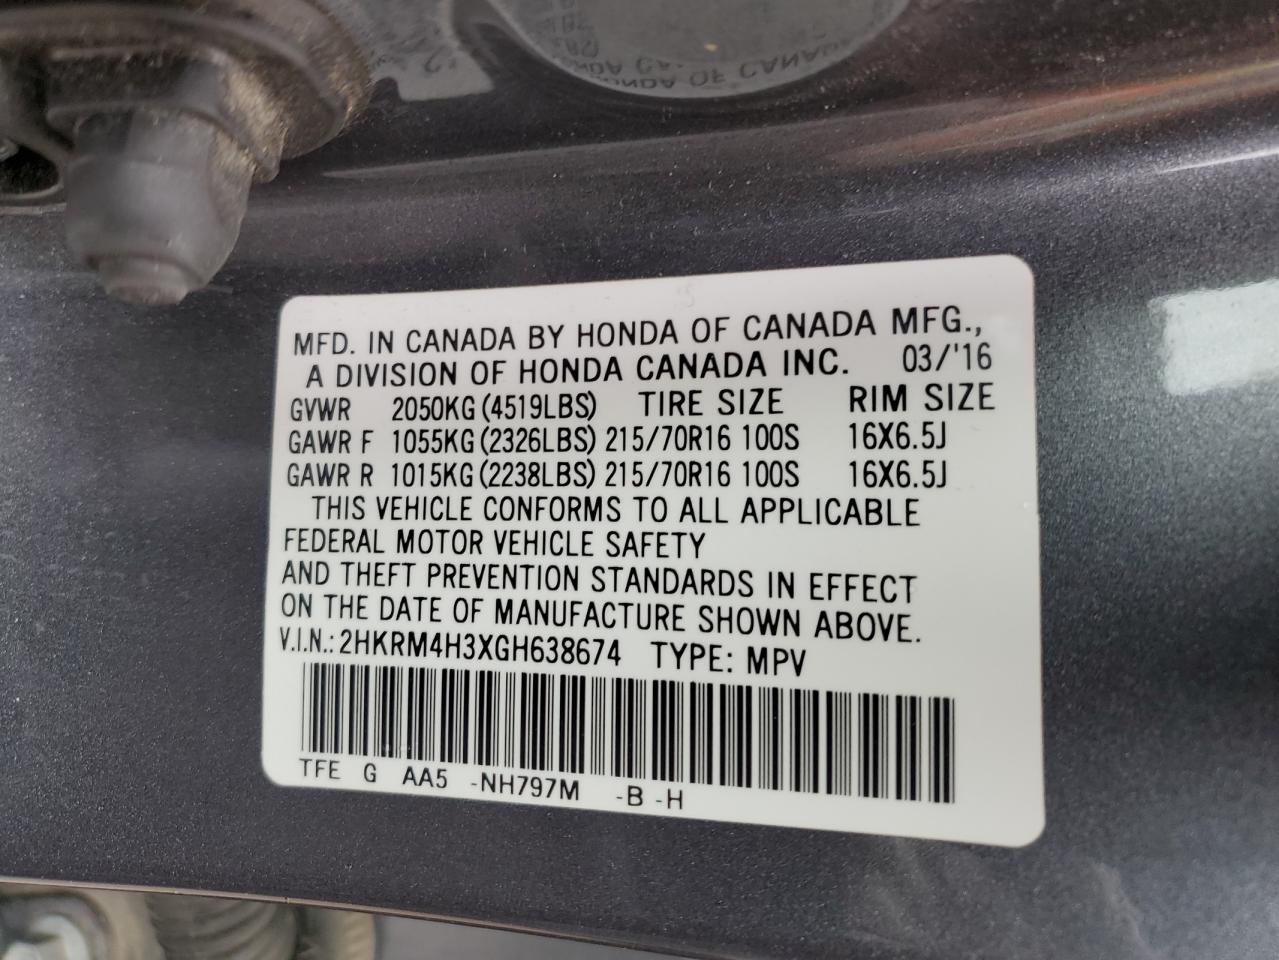 HONDA OF CANADA
MFD. IN CANADA BY HONDA OF CANADA MFG.,
A DIVISION OF HONDA CANADA INC. 03/'16
GVWR 2050KG (4519LBS) TIRE SIZE RIM SIZE
GAWR F 1055KG (2326LBS) 215/70R16 100S 16X6.5J
GAWR R 1015KG (2238LBS) 215/70R16 100S 16X6.5J
THIS VEHICLE CONFORMS TO ALL APPLICABLE
FEDERAL MOTOR VEHICLE SAFETY
AND THEFT PREVENTION STANDARDS IN EFFECT
ON THE DATE OF MANUFACTURE SHOWN ABOVE.
V.I.N.: 2HKRM4H3XGH638674 TYPE: MPV
TFE G AA5 -NH797M -B -H